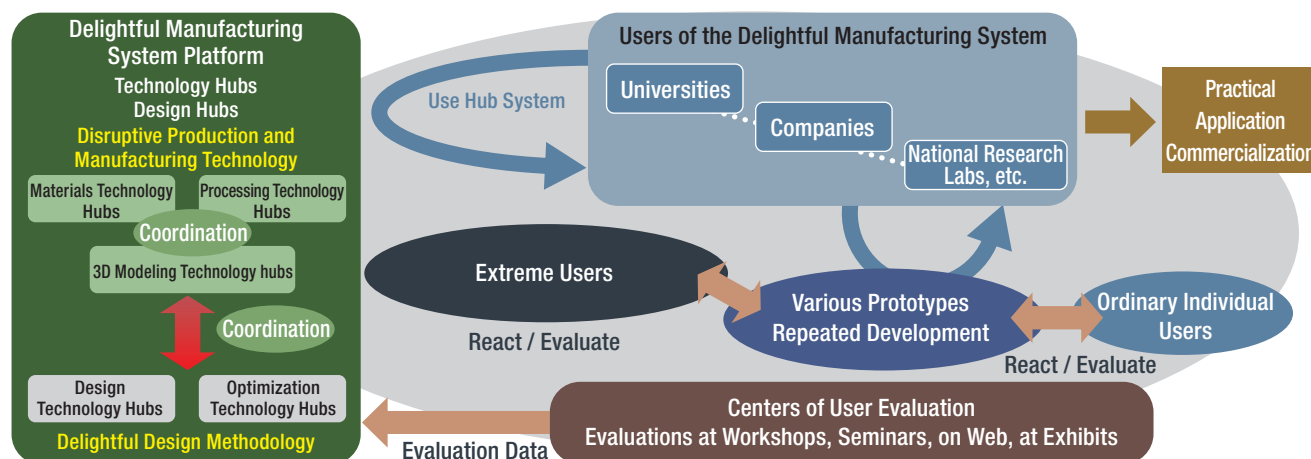 Delightful Manufacturing
System Platform
Technology Hubs
Design Hubs
Disruptive Production and
Manufacturing Technology
Materials Technology
Hubs
Processing Technology
Hubs
Coordination
3D Modeling Technology hubs
Coordination
Design
Technology Hubs
Optimization
Technology Hubs
Delightful Design Methodology
Use Hub System
Users of the Delightful Manufacturing System
Universities
Companies
National Research
Labs, etc.
Practical
Application
Commercialization
Extreme Users
React / Evaluate
Various Prototypes
Repeated Development
Ordinary Individual
Users
React / Evaluate
Centers of User Evaluation
Evaluations at Workshops, Seminars, on Web, at Exhibits
Evaluation Data